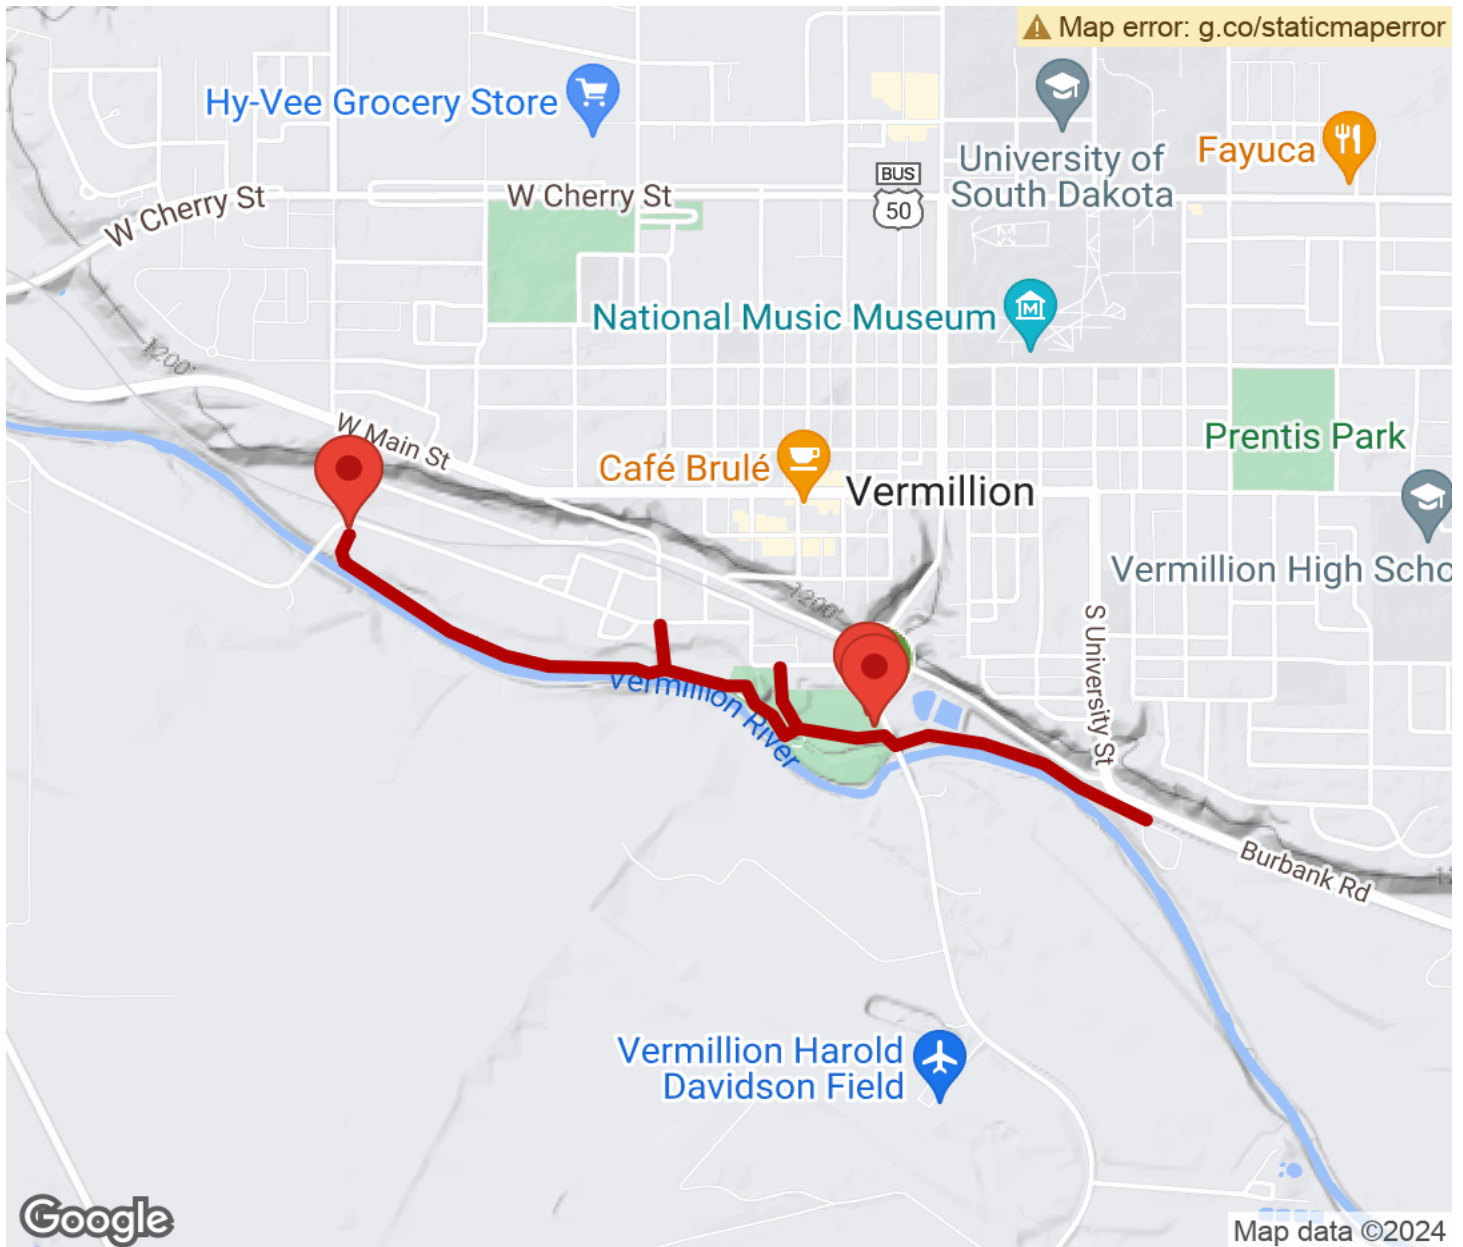 Map error: g.co/staticmaperror
Hy-Vee Grocery Store
University of
South Dakota
Fayuca
BUS
50
W Cherry St
W Cherry St
National Music Museum
1200'
W Main St
Prentis Park
Café Brulé
Vermillion
Vermillion High Scho
1200'
S University St
Vermillion River
Burbank Rd
Vermillion Harold
Davidson Field
Google
Map data ©2024